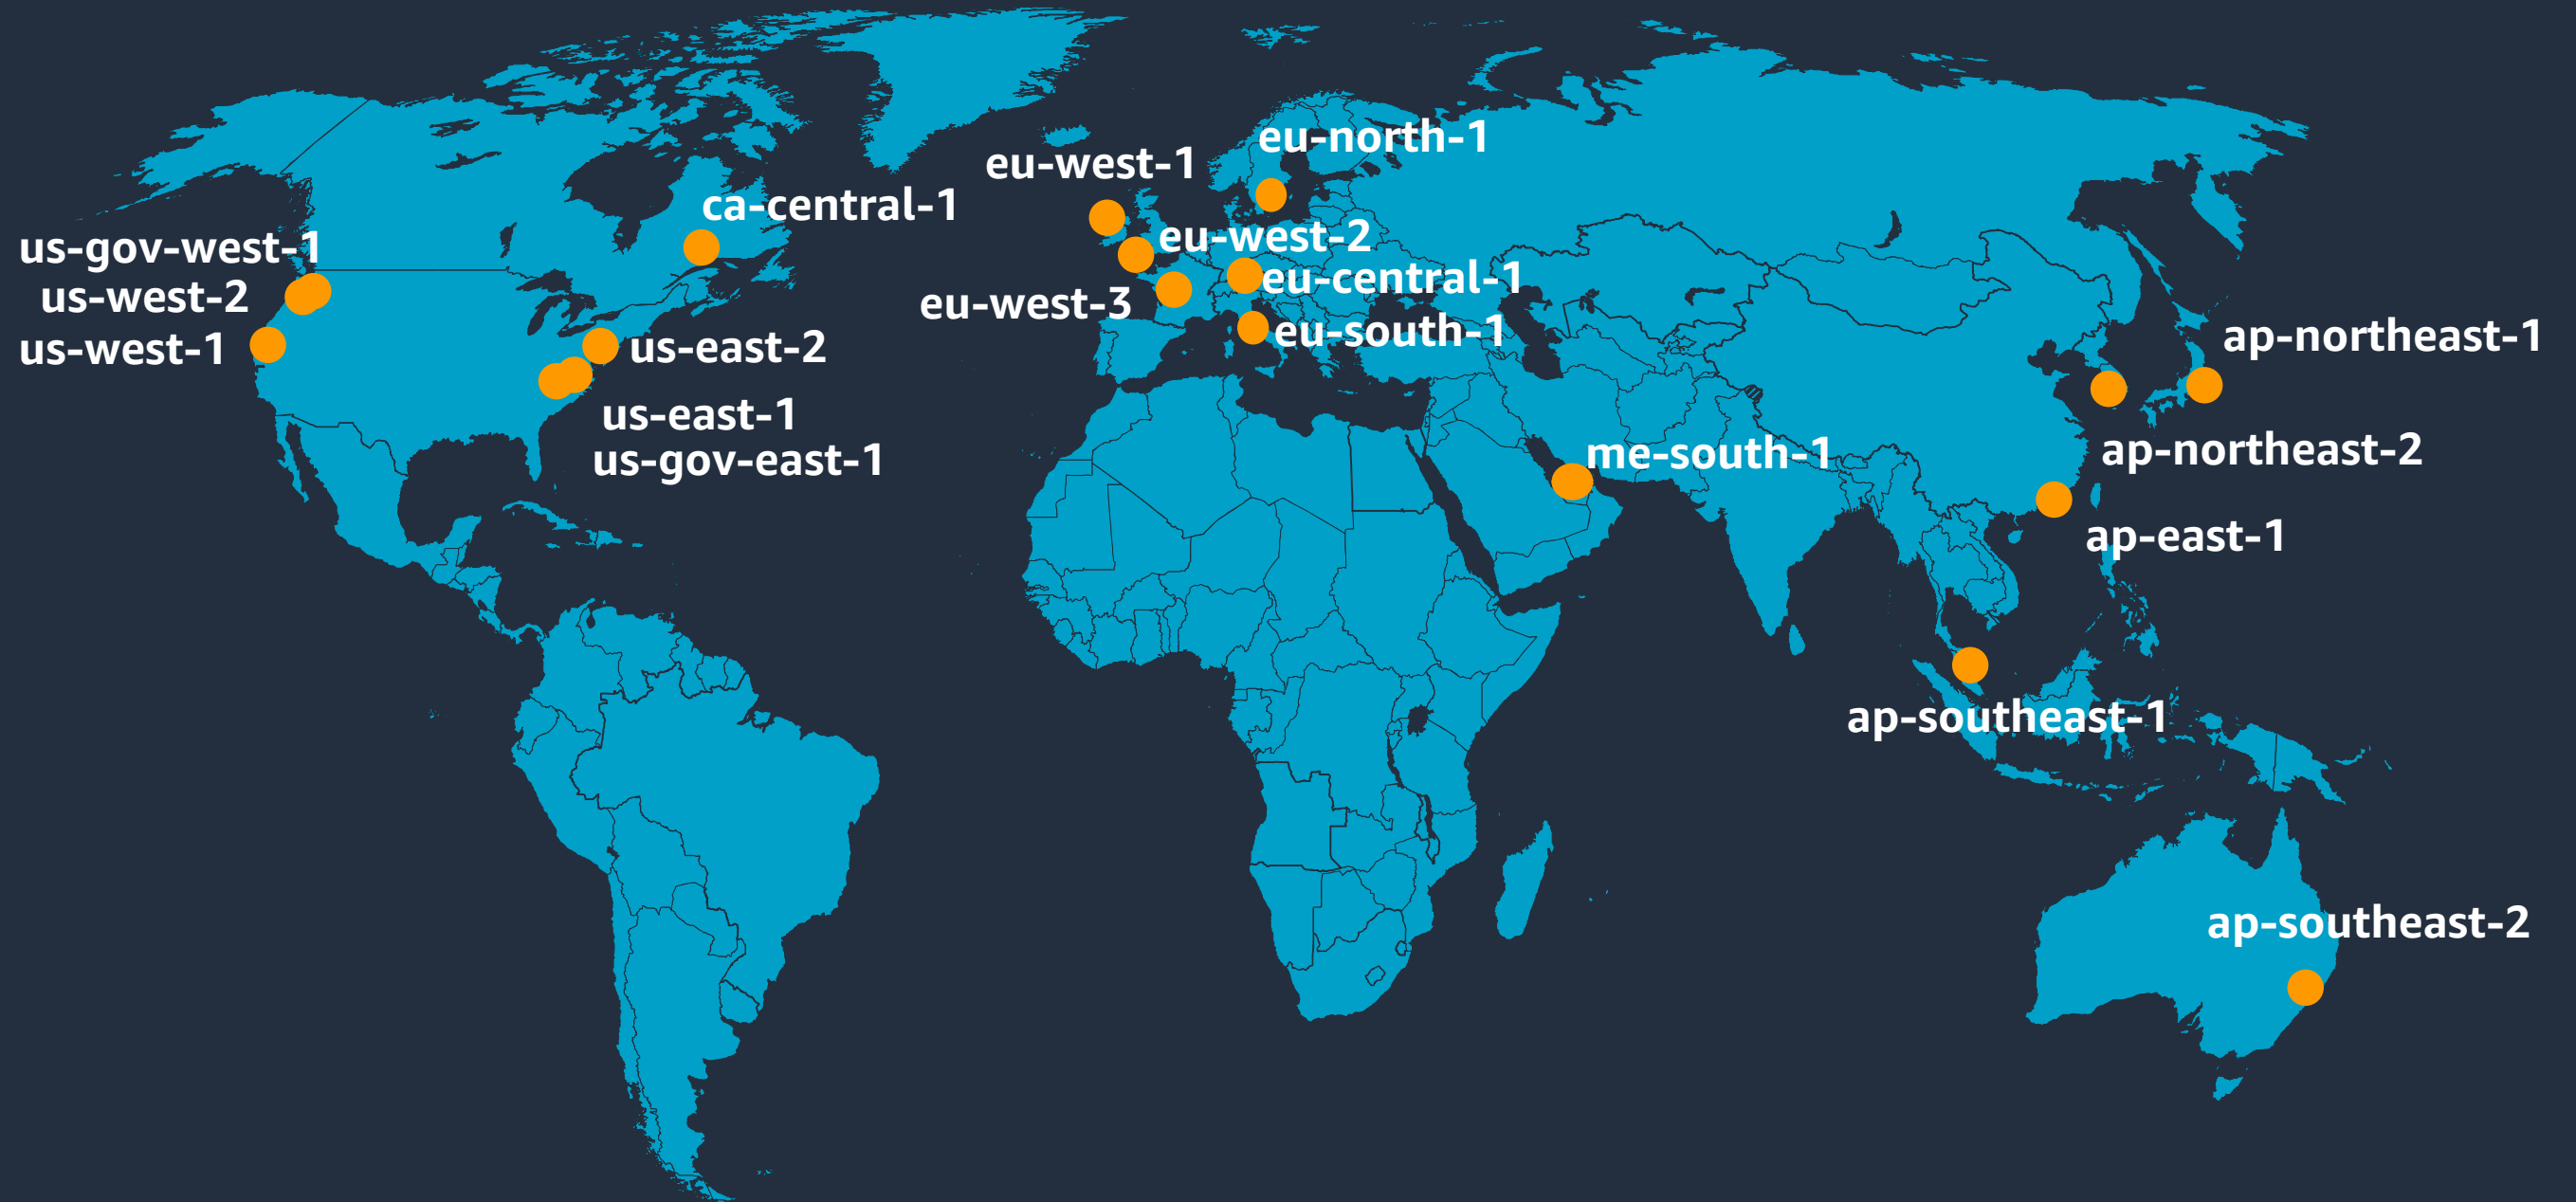 eu-north-1
eu-west-1
ca-central-1
us-gov-west-1
eu-west-2
eu-central-1
us-west-2
eu-west-3
eu-south-1
ap-northeast-1
us-west-1
us-east-2
us-east-1
us-gov-east-1
me-south-1
ap-northeast-2
ap-east-1
ap-southeast-1
ap-southeast-2